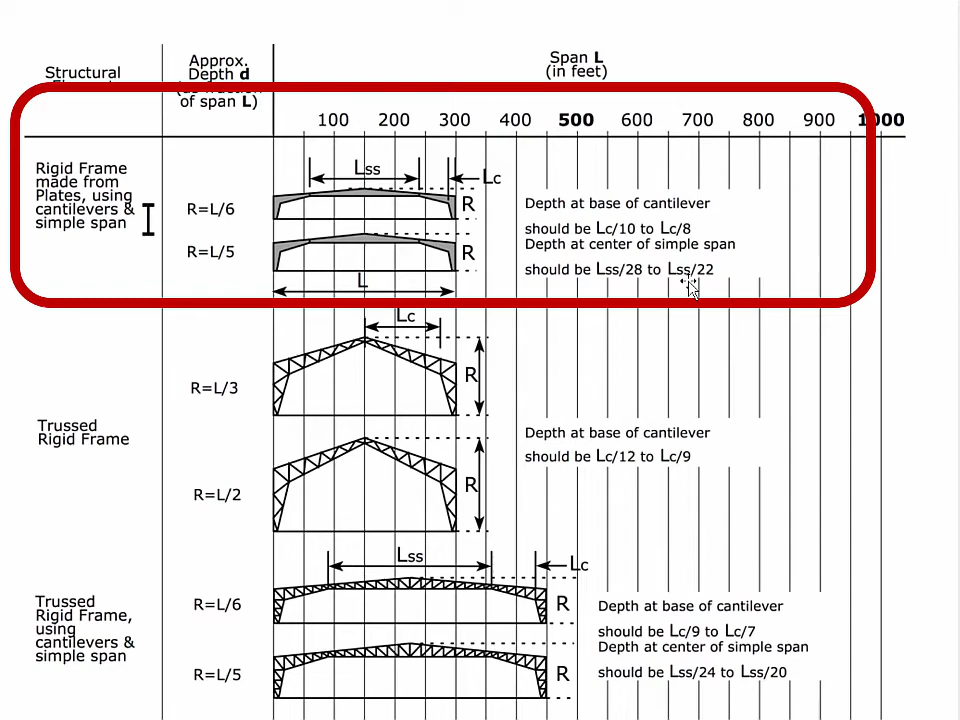 Structural
Approx.
Depth d
(as fraction
of span L)
Span L
(in feet)
100 200 300 400 500 600 700 800 900 1000
Rigid Frame
made from
Plates, using
cantilevers &
simple span
R=L/6
R=L/5
Lss
Lc
R
R
L
Depth at base of cantilever
should be Lc/10 to Lc/8
Depth at center of simple span
should be Lss/28 to Lss/22
Trussed
Rigid Frame
R=L/3
R=L/2
Lc
R
R
Depth at base of cantilever
should be Lc/12 to Lc/9
Trussed
Rigid Frame,
using
cantilevers &
simple span
R=L/6
R=L/5
Lss
Lc
R
R
Depth at base of cantilever
should be Lc/9 to Lc/7
Depth at center of simple span
should be Lss/24 to Lss/20